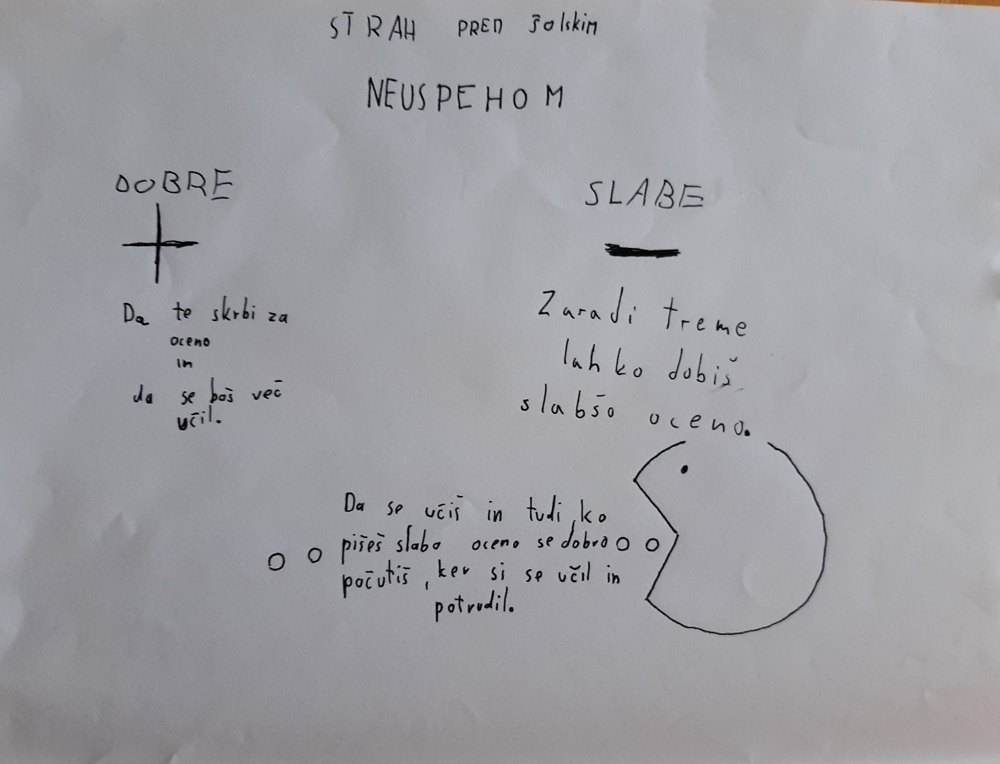 STRAH PRED šolskim
NEUSPEHOM
DOBRE
Da te skrbi za
oceno
in
da se boš več
učil.
SLABE
Zaradi treme
lahko dobiš
slabšo oceno.
Da se učiš in tudi, ko
pišeš slabo oceno se dobro
počutiš, ker si se učil in
potrudil.